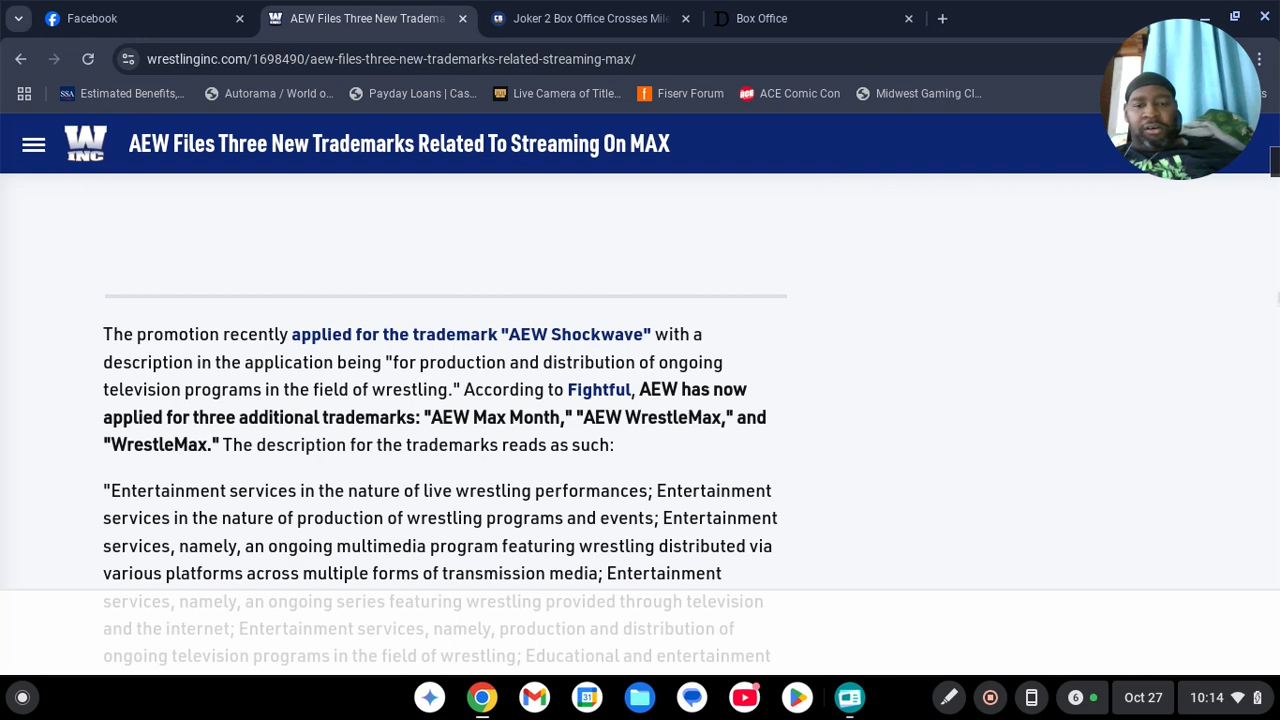 Facebook
AEW Files Three New Tradema
Joker 2 Box Office Crosses Mile
Box Office
wrestlinginc.com/1698490/aew-files-three-new-trademarks-related-streaming-max/
SSA Estimated Benefits,...
Autorama / World o...
Payday Loans | Cas...
Live Camera of Title...
Fiserv Forum
ACE Comic Con
Midwest Gaming Cl...
W INC
AEW Files Three New Trademarks Related To Streaming On MAX
The promotion recently applied for the trademark "AEW Shockwave" with a
description in the application being "for production and distribution of ongoing
television programs in the field of wrestling." According to Fightful, AEW has now
applied for three additional trademarks: "AEW Max Month," "AEW WrestleMax," and
"WrestleMax." The description for the trademarks reads as such:
"Entertainment services in the nature of live wrestling performances; Entertainment
services in the nature of production of wrestling programs and events; Entertainment
services, namely, an ongoing multimedia program featuring wrestling distributed via
various platforms across multiple forms of transmission media; Entertainment
services, namely, an ongoing series featuring wrestling provided through television
and the internet; Entertainment services, namely, production and distribution of
ongoing television programs in the field of wrestling; Educational and entertainment
31
6
Oct 27
10:14